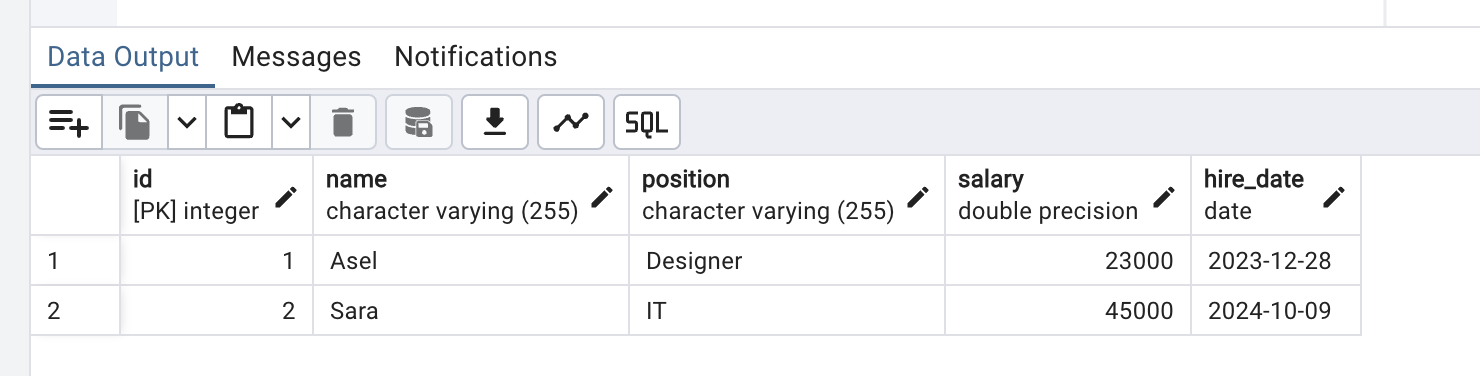 Data Output Messages Notifications
SQL
id name position salary hire_date
[PK] integer character varying (255) character varying (255) double precision date
1 1 Asel Designer 23000 2023-12-28
2 2 Sara IT 45000 2024-10-09